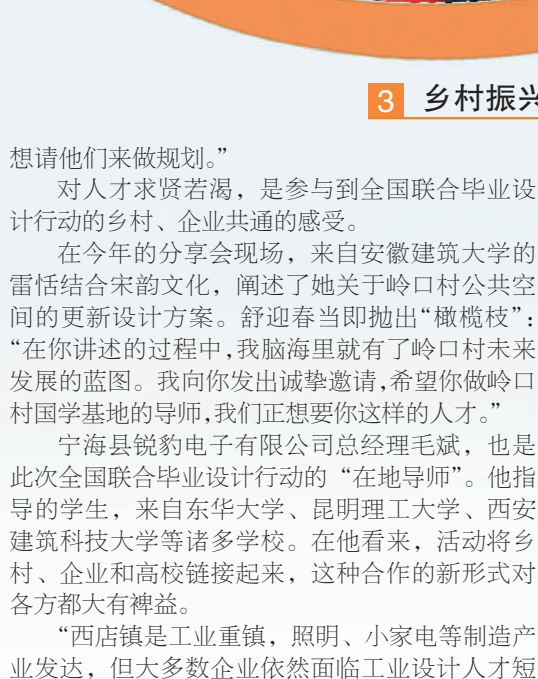 3 乡村振兴
想请他们来做规划。”
对人才求贤若渴，是参与到全国联合毕业设
计行动的乡村、企业共通的感受。
在今年的分享会现场，来自安徽建筑大学的
雷恬结合宋韵文化，阐述了她关于岭口村公共空
间的更新设计方案。舒迎春当即抛出“橄榄枝”：
“在你讲述的过程中,我脑海里就有了岭口村未来
发展的蓝图。我向你发出诚挚邀请,希望你做岭口
村国学基地的导师,我们正想要你这样的人才。”
宁海县锐豹电子有限公司总经理毛斌，也是
此次全国联合毕业设计行动的“在地导师”。他指
导的学生，来自东华大学、昆明理工大学、西安
建筑科技大学等诸多学校。在他看来，活动将乡
村、企业和高校链接起来，这种合作的新形式对
各方都大有裨益。
“西店镇是工业重镇，照明、小家电等制造产
业发达，但大多数企业依然面临工业设计人才短